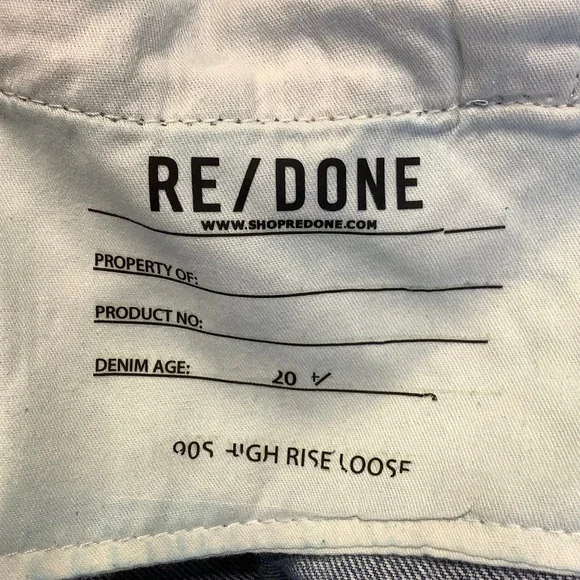 RE/DONE
WWW.SHOPREDONE.COM
PROPERTY OF:
PRODUCT NO:
DENIM AGE: 20 +/
90S HIGH RISE LOOSE